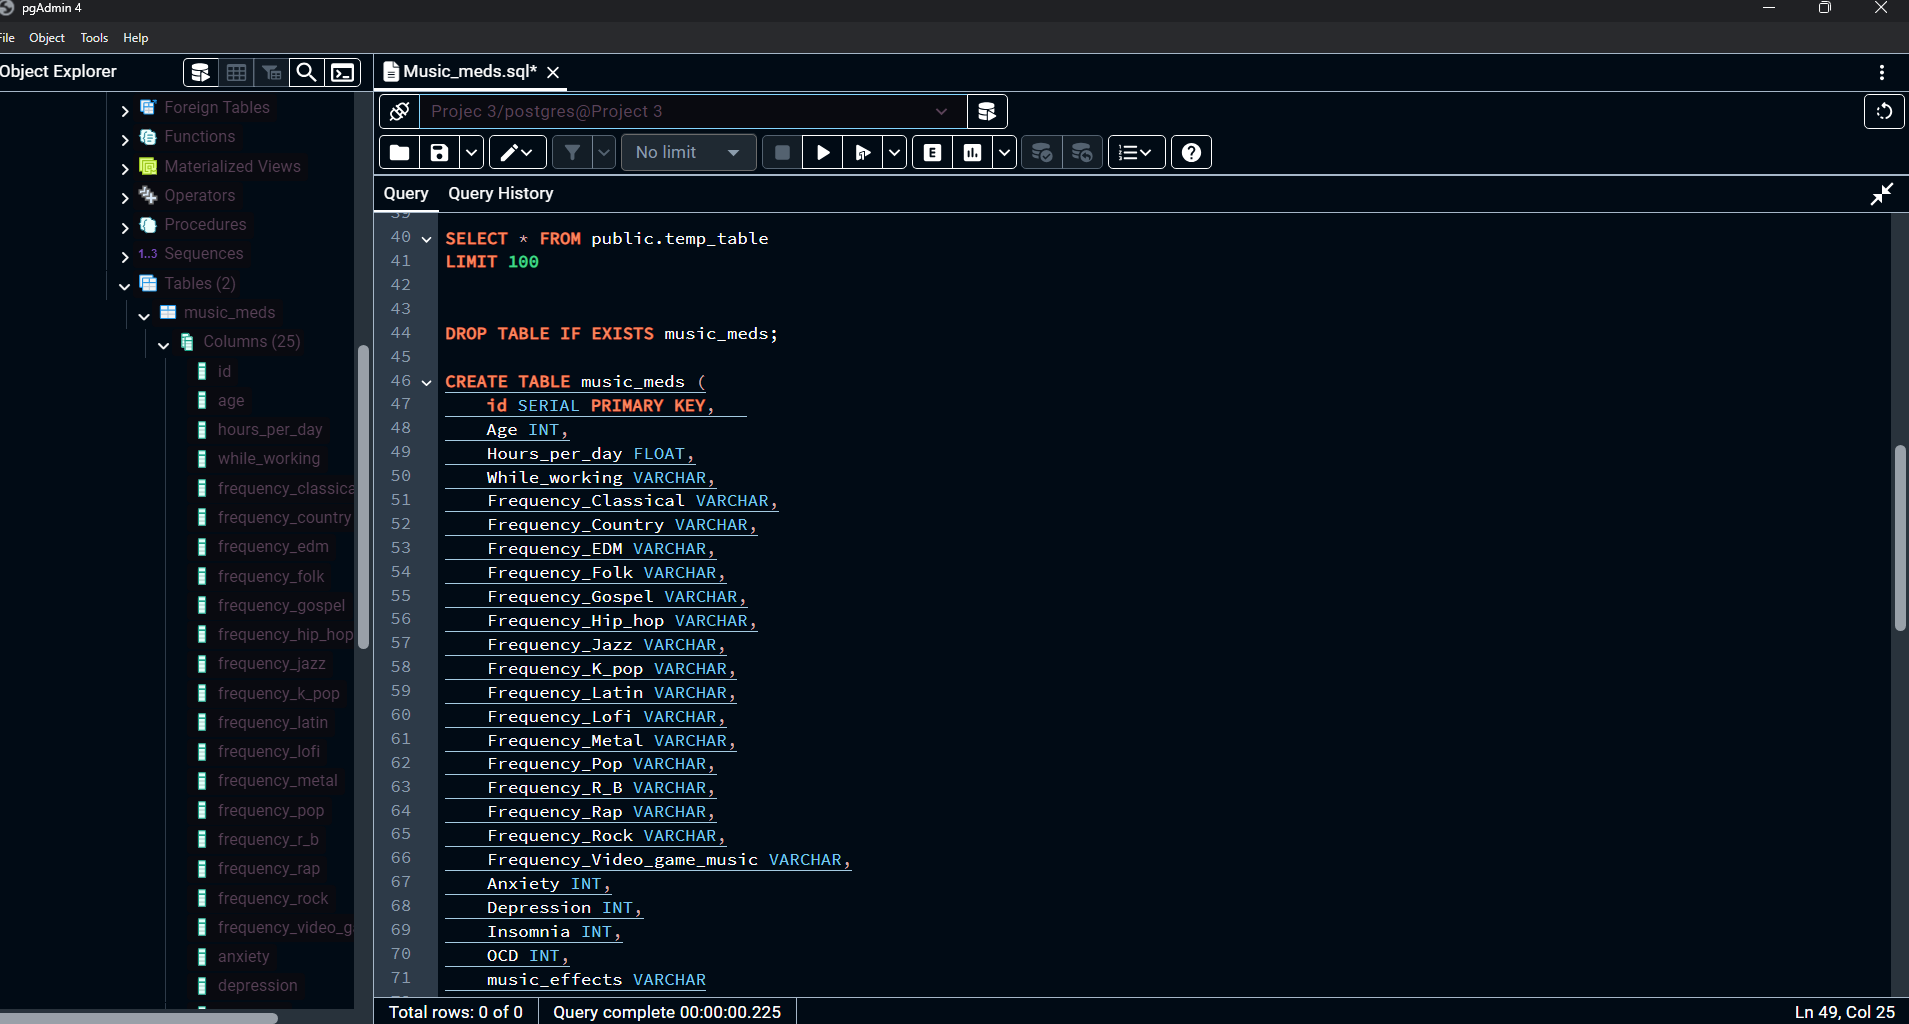 pgAdmin 4
File Object Tools Help
Object Explorer
Foreign Tables
Functions
Materialized Views
Operators
Procedures
1..3 Sequences
Tables (2)
music_meds
Columns (25)
id
age
hours_per_day
while_working
frequency_classica
frequency_country
frequency_edm
frequency_folk
frequency_gospel
frequency_hip_hop
frequency_jazz
frequency_k_pop
frequency_latin
frequency_lofi
frequency_metal
frequency_pop
frequency_r_b
frequency_rap
frequency_rock
frequency_video_ga
anxiety
depression
Music_meds.sql*
Projec 3/postgres@Project 3
No limit
E
Query Query History
39
40 SELECT * FROM public.temp_table
41 LIMIT 100
42
43
44 DROP TABLE IF EXISTS music_meds;
45
46 CREATE TABLE music_meds (
47 id SERIAL PRIMARY KEY,
48 Age INT,
49 Hours_per_day FLOAT,
50 While_working VARCHAR,
51 Frequency_Classical VARCHAR,
52 Frequency_Country VARCHAR,
53 Frequency_EDM VARCHAR,
54 Frequency_Folk VARCHAR,
55 Frequency_Gospel VARCHAR,
56 Frequency_Hip_hop VARCHAR,
57 Frequency_Jazz VARCHAR,
58 Frequency_K_pop VARCHAR,
59 Frequency_Latin VARCHAR,
60 Frequency_Lofi VARCHAR,
61 Frequency_Metal VARCHAR,
62 Frequency_Pop VARCHAR,
63 Frequency_R_B VARCHAR,
64 Frequency_Rap VARCHAR,
65 Frequency_Rock VARCHAR,
66 Frequency_Video_game_music VARCHAR,
67 Anxiety INT,
68 Depression INT,
69 Insomnia INT,
70 OCD INT,
71 music_effects VARCHAR
Total rows: 0 of 0 Query complete 00:00:00.225 Ln 49, Col 25